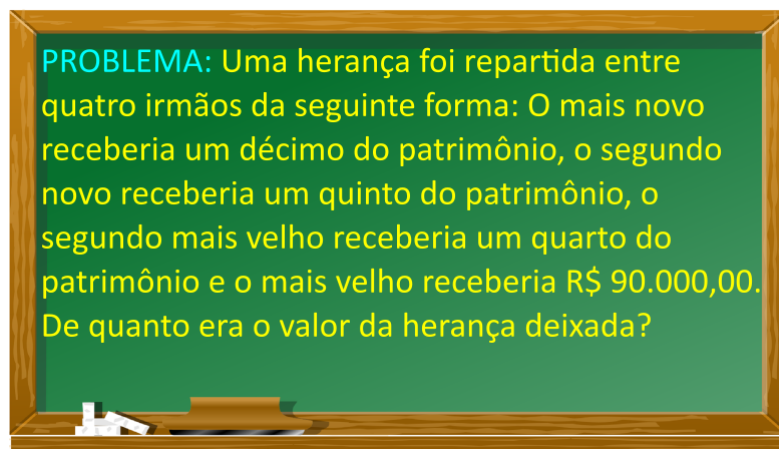 PROBLEMA: Uma herança foi repartida entre
quatro irmãos da seguinte forma: O mais novo
receberia um décimo do patrimônio, o segundo
novo receberia um quinto do patrimônio, o
segundo mais velho receberia um quarto do
patrimônio e o mais velho receberia R$ 90.000,00.
De quanto era o valor da herança deixada?